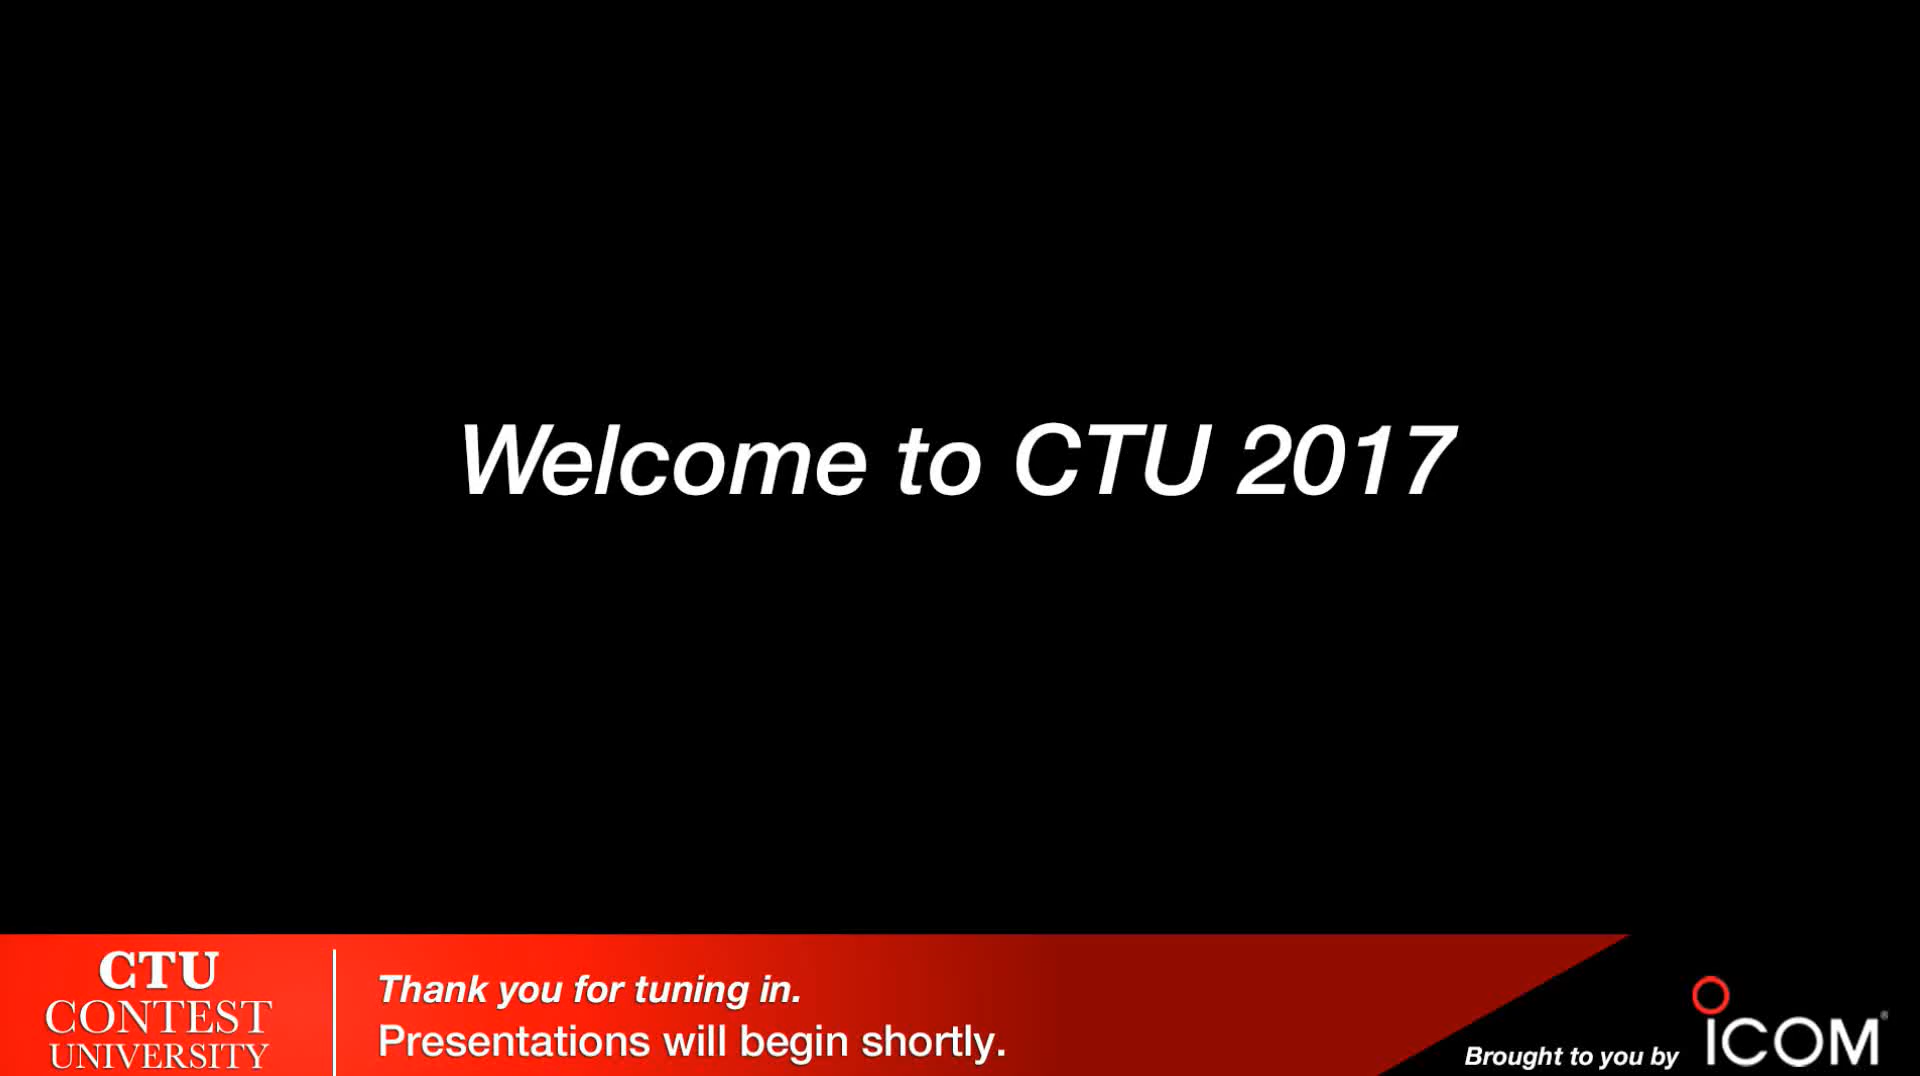 Welcome to CTU 2017
CTU
CONTEST
UNIVERSITY
Thank you for tuning in.
Presentations will begin shortly.
Brought to you by
ICOM®